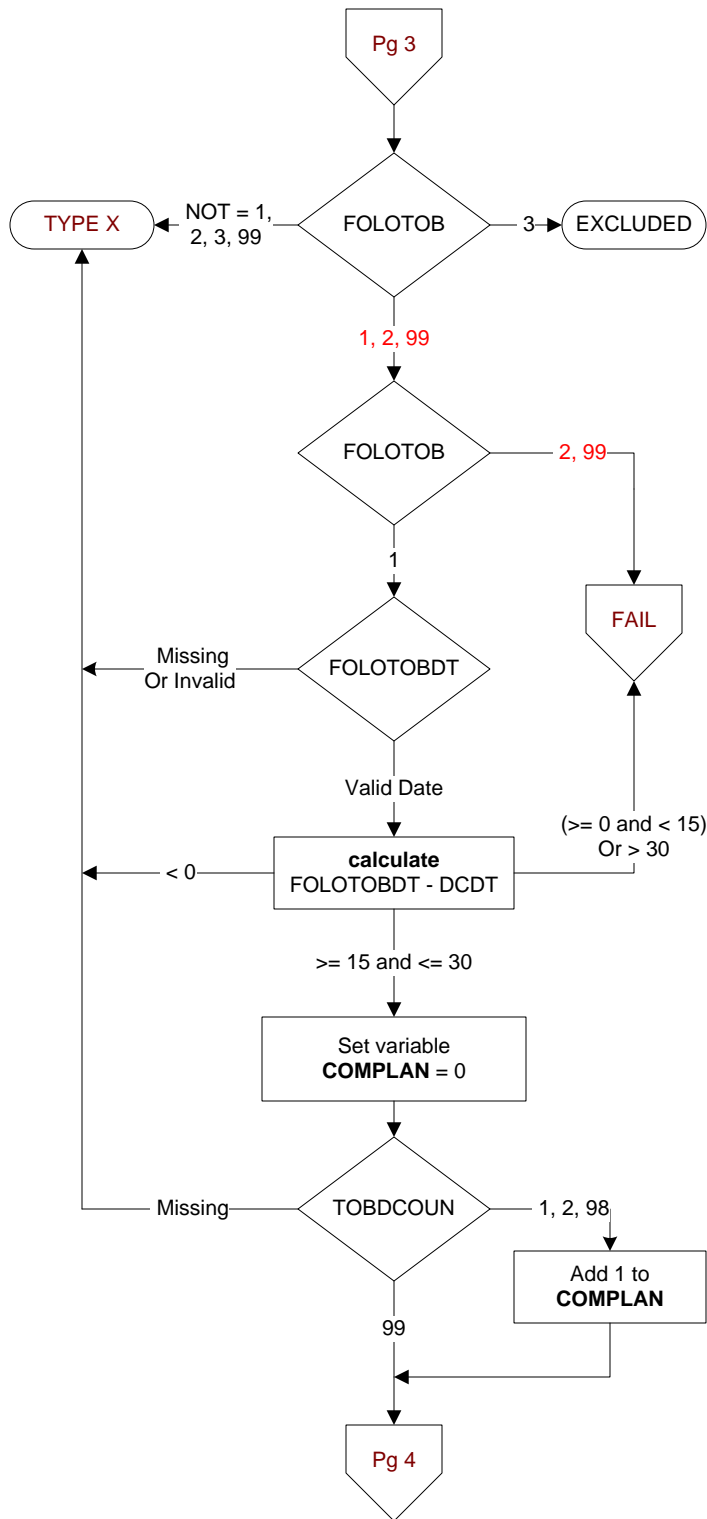 Pg 3
TYPE X
NOT = 1,
2, 3, 99
FOLOTOB
3
EXCLUDED
1, 2, 99
FOLOTOB
2, 99
1
FAIL
Missing
Or Invalid
FOLOTOBDT
Valid Date
(>= 0 and < 15)
Or > 30
< 0
calculate
FOLOTOBDT - DCDT
>= 15 and <= 30
Set variable
COMPLAN = 0
Missing
TOBDCOUN
1, 2, 98
Add 1 to
COMPLAN
99
Pg 4